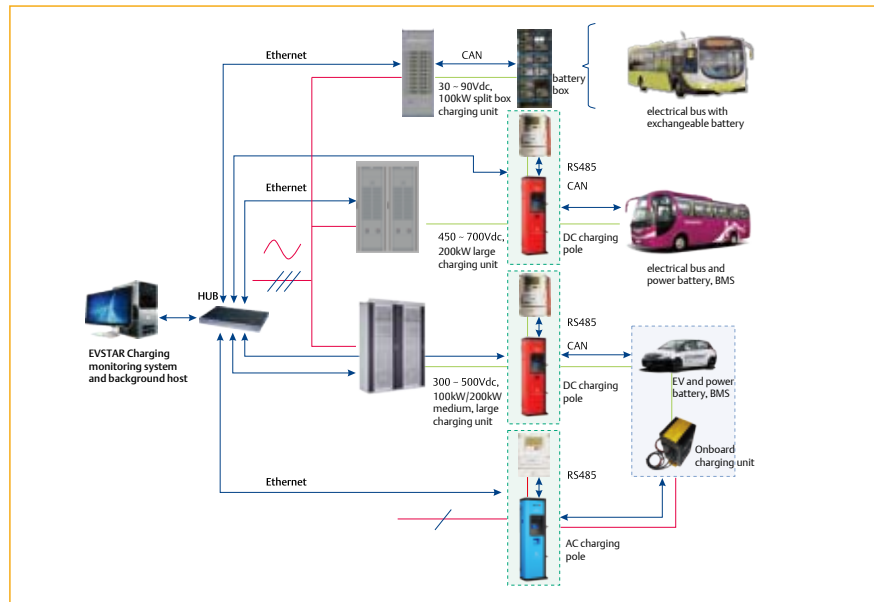 Ethernet
CAN
30 ~ 90Vdc,
100kW split box
charging unit
battery
box
electrical bus with
exchangeable battery
RS485
CAN
Ethernet
450 ~ 700Vdc,
200kW large
charging unit
DC charging
pole
electrical bus and
power battery, BMS
HUB
EVSTAR Charging
monitoring system
and background host
RS485
CAN
300 ~ 500Vdc,
100kW/200kW
medium, large
charging unit
DC charging
pole
EV and power
battery, BMS
Onboard
charging unit
Ethernet
RS485
AC charging
pole